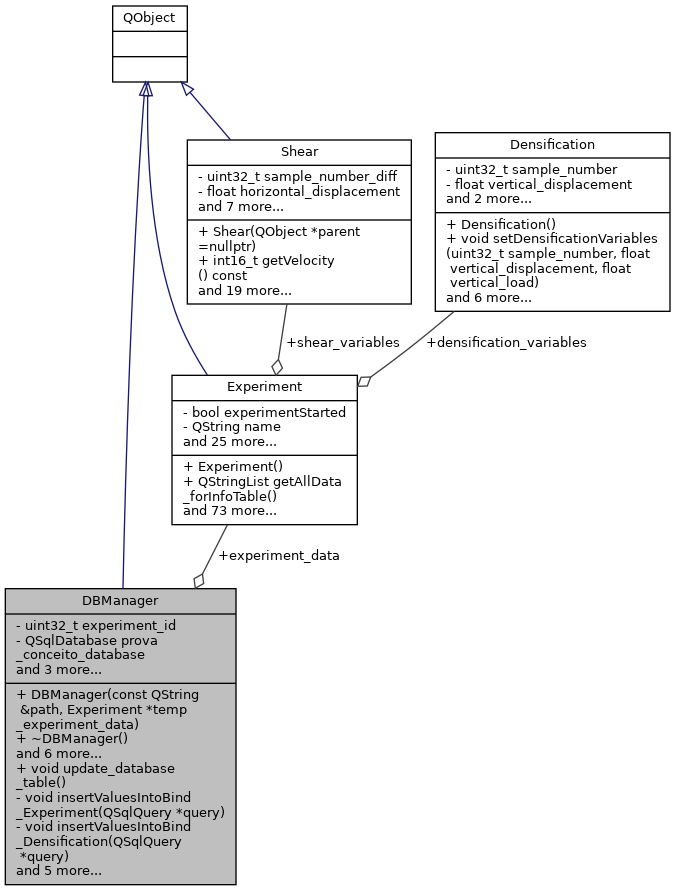 QObject
Shear
- uint32_t sample_number_diff
- float horizontal_displacement
and 7 more...
+ Shear(QObject *parent
=nullptr)
+ int16_t getVelocity
() const
and 19 more...
Densification
- uint32_t sample_number
- float vertical_displacement
and 2 more...
+ Densification()
+ void setDensificationVariables
(uint32_t sample_number, float
vertical_displacement, float
vertical_load)
and 6 more...
+shear_variables
+densification_variables
Experiment
- bool experimentStarted
- QString name
and 25 more...
+ Experiment()
+ QStringList getAllData
_forInfoTable()
and 73 more...
+experiment_data
DBManager
- uint32_t experiment_id
- QSqlDatabase prova
_conceito_database
and 3 more...
+ DBManager(const QString
&path, Experiment *temp
_experiment_data)
+ ~DBManager()
and 6 more...
+ void update_database
_table()
- void insertValuesIntoBind
_Experiment(QSqlQuery *query)
- void insertValuesIntoBind
_Densification(QSqlQuery
*query)
and 5 more...